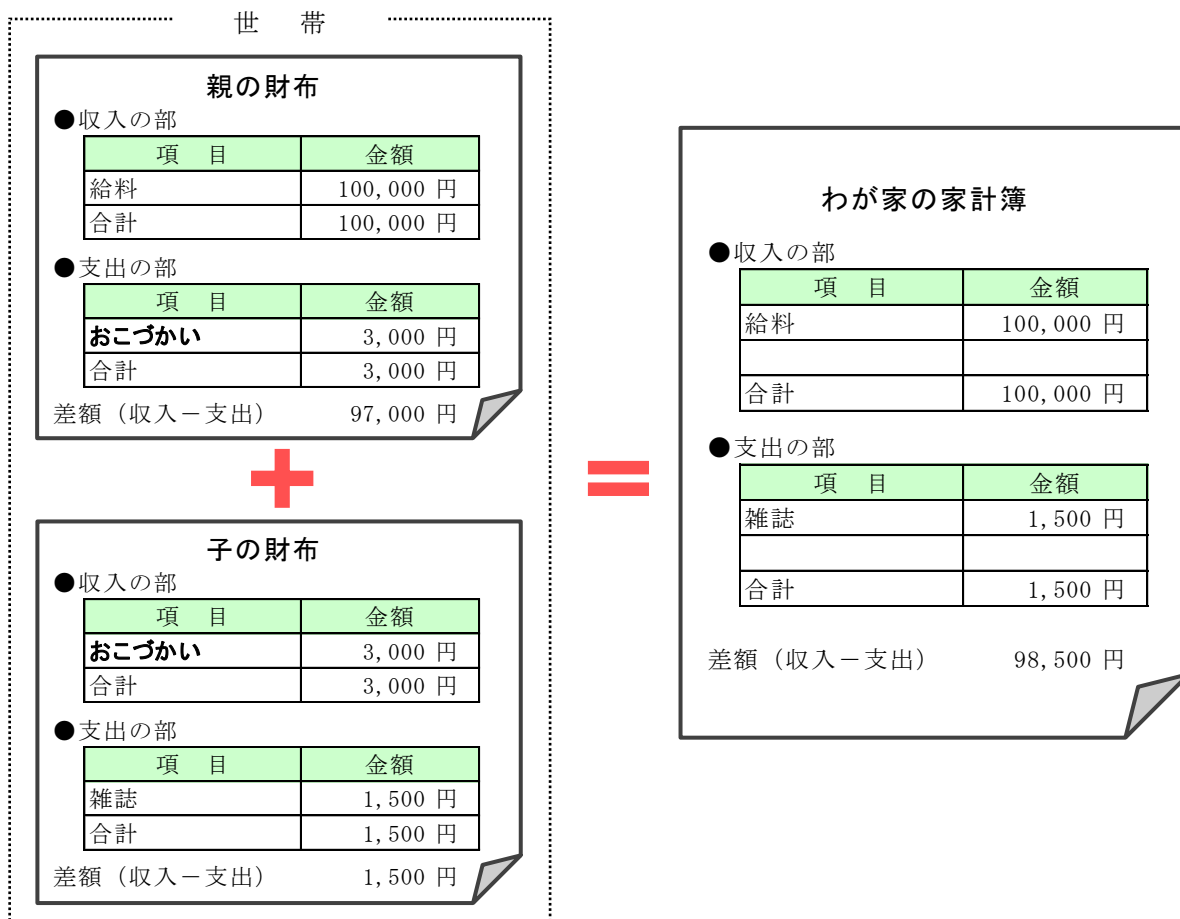 世　帯
親の財布
●収入の部
項　目　金額
給料　100,000 円
合計　100,000 円
●支出の部
項　目　金額
おこづかい　3,000 円
合計　3,000 円
差額（収入－支出）　97,000 円
+
子の財布
●収入の部
項　目　金額
おこづかい　3,000 円
合計　3,000 円
●支出の部
項　目　金額
雑誌　1,500 円
合計　1,500 円
差額（収入－支出）　1,500 円
=
わが家の家計簿
●収入の部
項　目　金額
給料　100,000 円
合計　100,000 円
●支出の部
項　目　金額
雑誌　1,500 円
合計　1,500 円
差額（収入－支出）　98,500 円